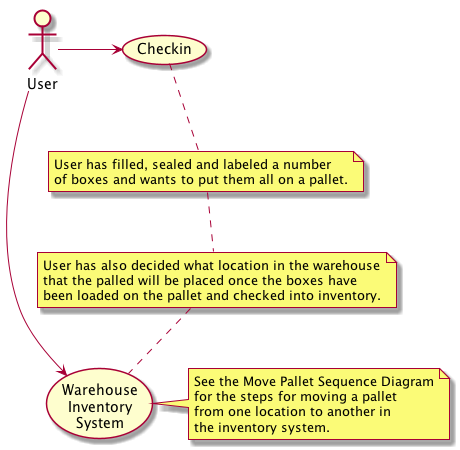 Checkin
User
User has filled, sealed and labeled a number
of boxes and wants to put them all on a pallet.
User has also decided what location in the warehouse
that the palled will be placed once the boxes have
been loaded on the pallet and checked into inventory.
Warehouse
Inventory
System
See the Move Pallet Sequence Diagram
for the steps for moving a pallet
from one location to another in
the inventory system.